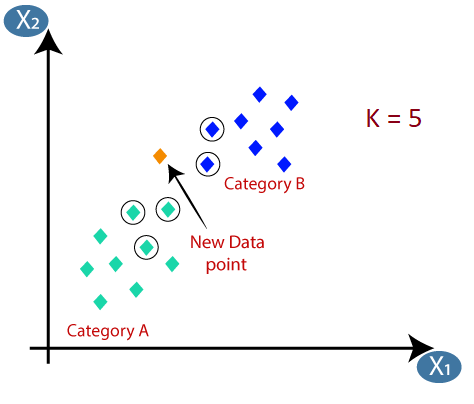 X₂
K = 5
Category B
New Data
point
Category A
X₁